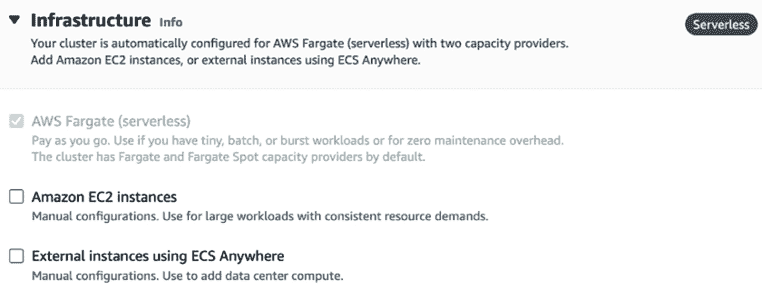 Infrastructure Info
Serverless
Your cluster is automatically configured for AWS Fargate (serverless) with two capacity providers.
Add Amazon EC2 instances, or external instances using ECS Anywhere.
AWS Fargate (serverless)
Pay as you go. Use if you have tiny, batch, or burst workloads or for zero maintenance overhead.
The cluster has Fargate and Fargate Spot capacity providers by default.
Amazon EC2 instances
Manual configurations. Use for large workloads with consistent resource demands.
External instances using ECS Anywhere
Manual configurations. Use to add data center compute.